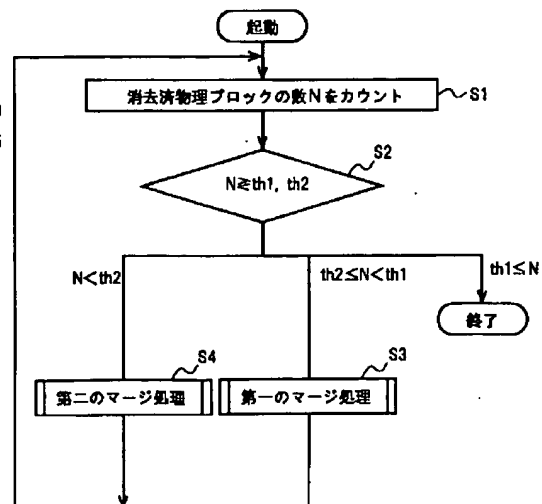 起動
消去済物理ブロックの数Nをカウント
S1
S2
N≧th1, th2
N<th2
th2≦N<th1
th1≦N
終了
S4
S3
第二のマージ処理
第一のマージ処理